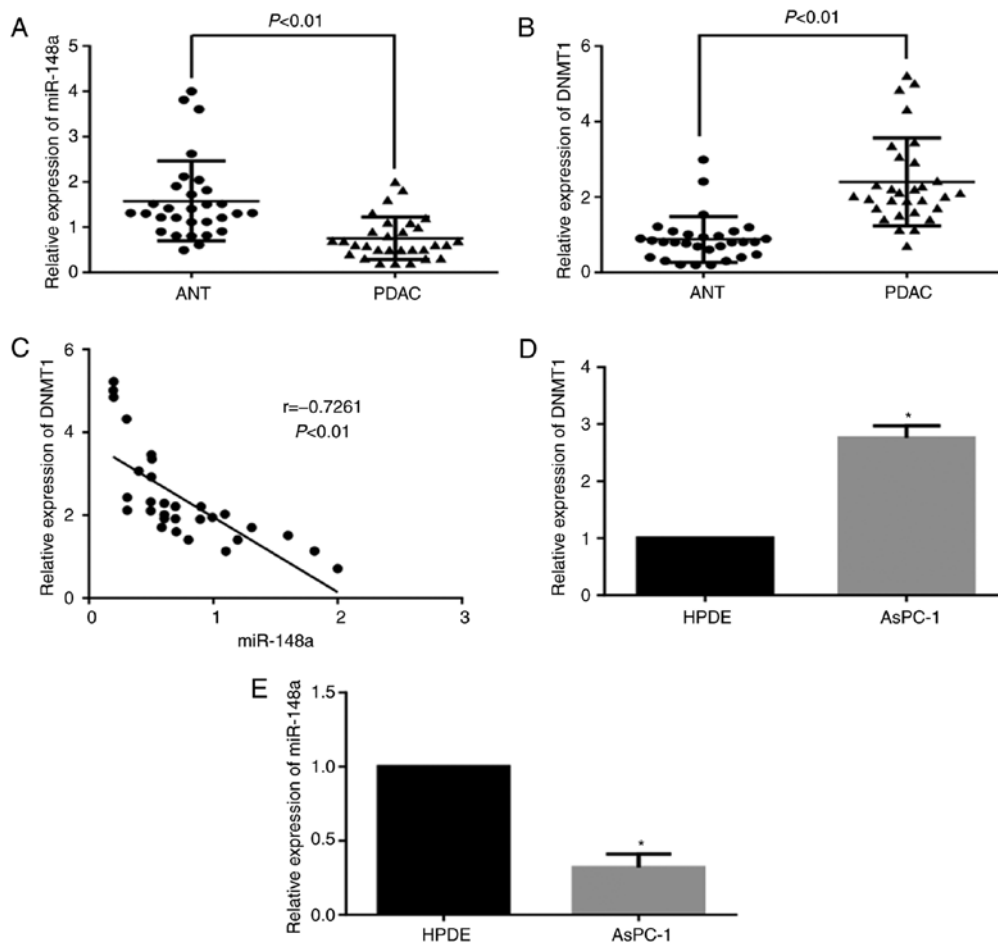 A
P<0.01
Relative expression of miR-148a
5
4
3
2
1
0
ANT
PDAC
B
P<0.01
Relative expression of DNMT1
6
4
2
0
ANT
PDAC
C
Relative expression of DNMT1
6
4
2
0
r=−0.7261
P<0.01
0
1
2
3
miR-148a
D
Relative expression of DNMT1
4
3
2
1
0
*
HPDE
AsPC-1
E
Relative expression of miR-148a
1.5
1.0
0.5
0.0
*
HPDE
AsPC-1